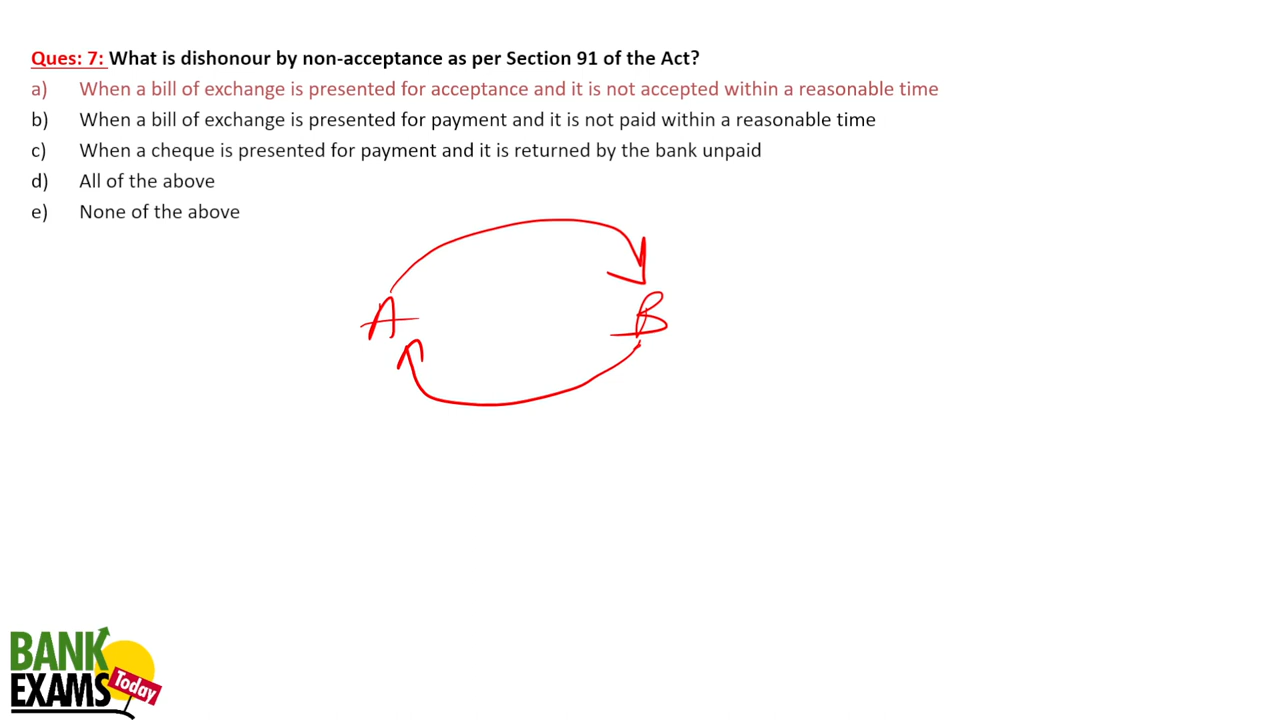 Ques: 7: What is dishonour by non-acceptance as per Section 91 of the Act?
a) When a bill of exchange is presented for acceptance and it is not accepted within a reasonable time
b) When a bill of exchange is presented for payment and it is not paid within a reasonable time
c) When a cheque is presented for payment and it is returned by the bank unpaid
d) All of the above
e) None of the above
A B
BANK
EXAMS Today